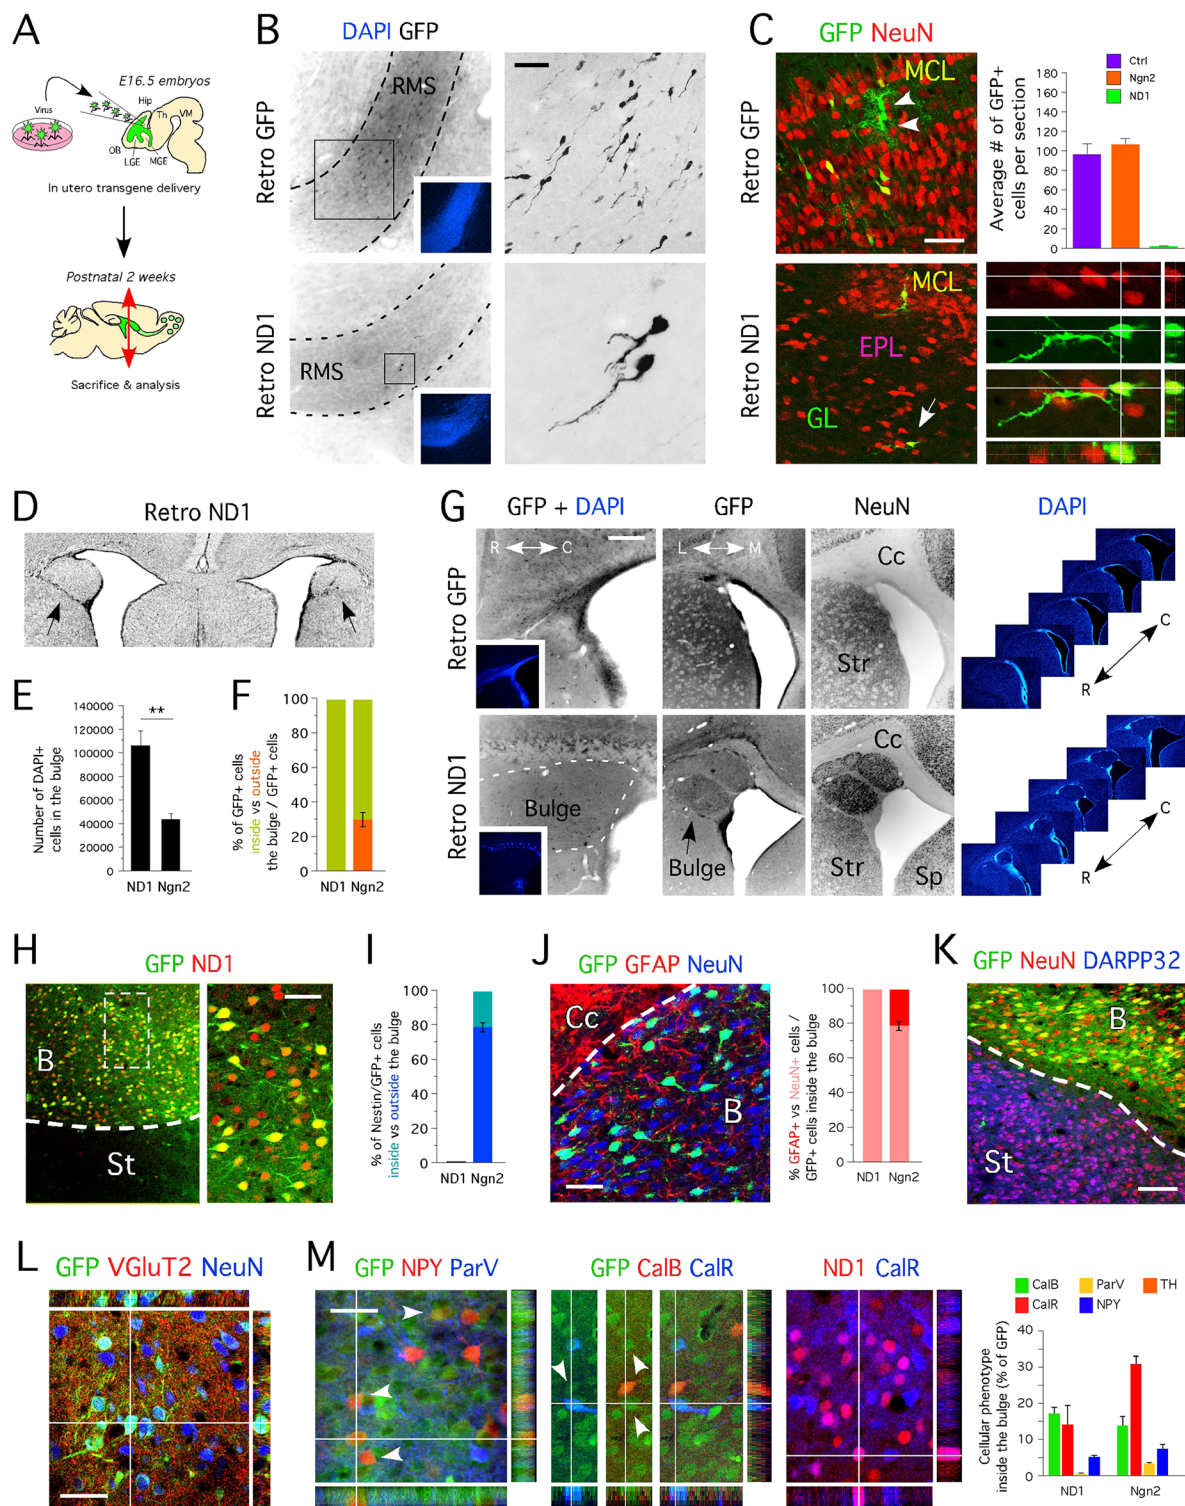 A
E16.5 embryos
Virus
Hip
Th
VM
OB
LGE
MGE
In utero transgene delivery
Postnatal 2 weeks
Sacrifice & analysis
B
DAPI GFP
Retro GFP
RMS
Retro ND1
RMS
C
GFP NeuN
Retro GFP
MCL
Retro ND1
MCL
EPL
GL
Ctrl
Ngn2
ND1
Average # of GFP+
cells per section
180
160
140
120
100
80
60
40
20
0
D
Retro ND1
E
Number of DAPI+
cells in the bulge
140000
120000
100000
80000
60000
40000
20000
0
**
ND1 Ngn2
F
% of GFP+ cells
inside vs outside
the bulge / GFP+ cells
100
80
60
40
20
0
ND1 Ngn2
G
GFP + DAPI
GFP
NeuN
DAPI
Retro GFP
R C
L M
Cc
Str
C
R
Retro ND1
Bulge
Bulge
Cc
Str
Sp
C
R
H
GFP ND1
B
St
I
% of Nestin/GFP+ cells
inside vs outside the bulge
100
80
60
40
20
0
ND1 Ngn2
J
GFP GFAP NeuN
Cc
B
% GFAP+ vs NeuN+ cells /
GFP+ cells inside the bulge
100
80
60
40
20
0
ND1 Ngn2
K
GFP NeuN DARPP32
B
St
L
GFP VGluT2 NeuN
M
GFP NPY ParV
GFP CalB CalR
ND1 CalR
CalB
ParV
TH
CalR
NPY
Cellular phenotype
inside the bulge (% of GFP)
40
30
20
10
0
ND1
Ngn2